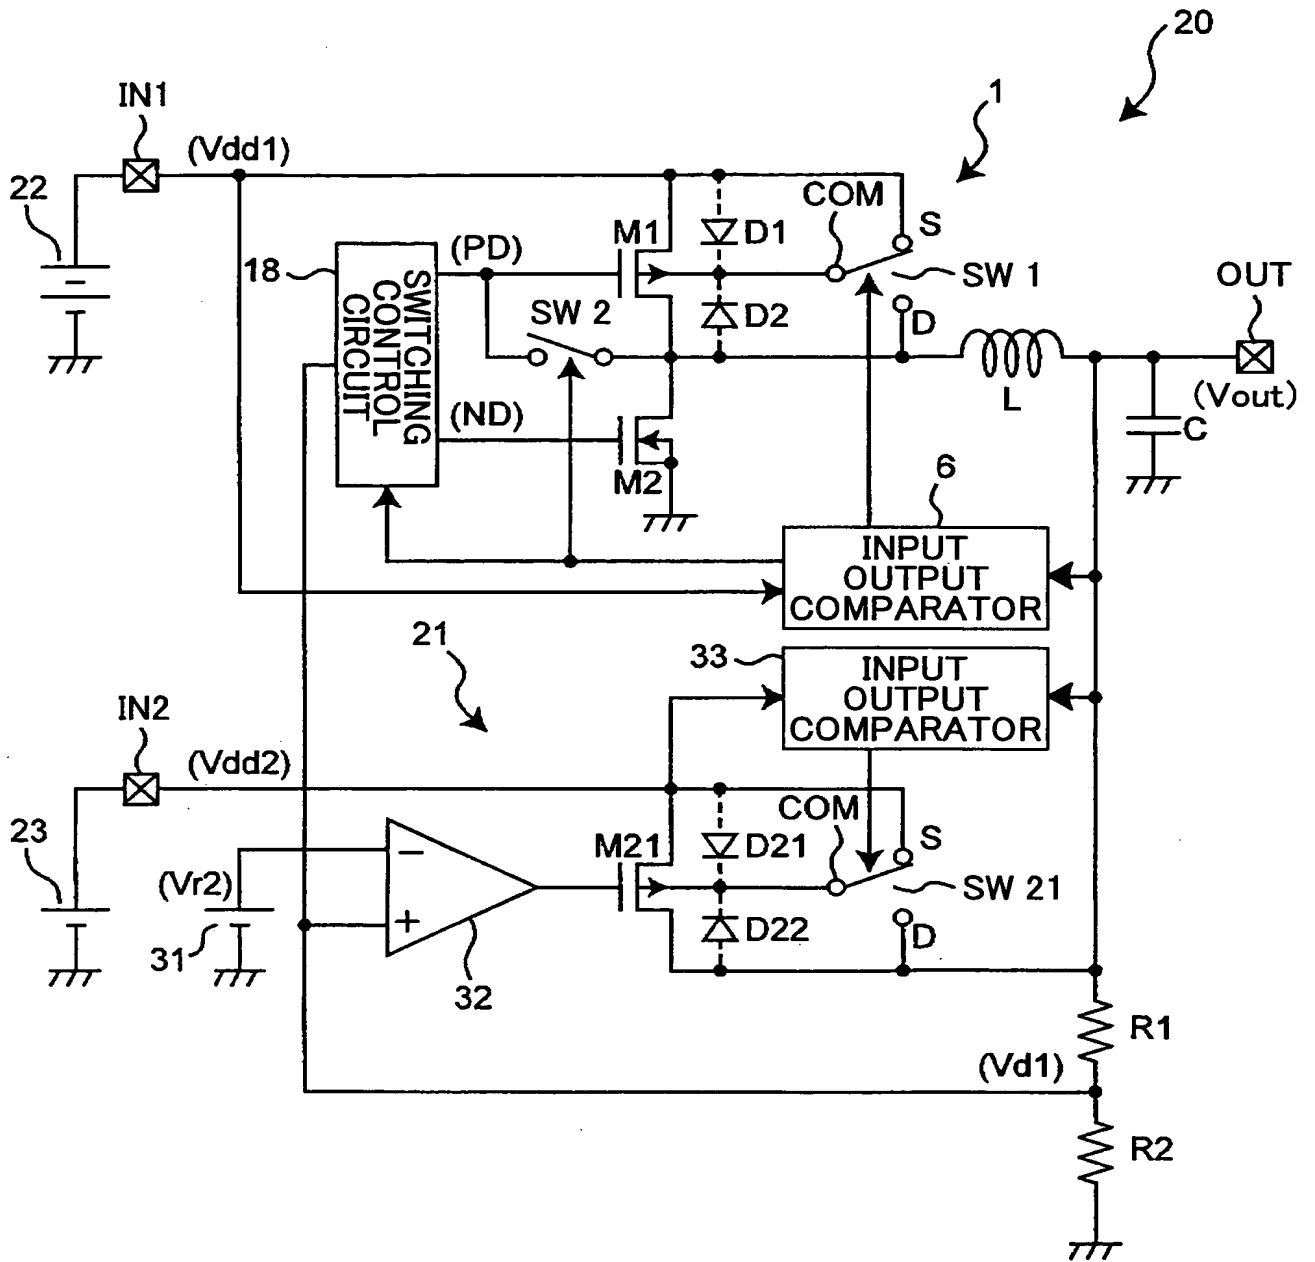 20
IN1
(Vdd1)
1
22
COM
S
M1
D1
(PD)
18
SW 1
OUT
SWITCHING
CONTROL
CIRCUIT
SW 2
D2
D
L
(Vout)
(ND)
C
M2
6
INPUT
OUTPUT
COMPARATOR
21
33
INPUT
OUTPUT
COMPARATOR
IN2
(Vdd2)
COM
S
23
M21
D21
(Vr2)
−
SW 21
+
D22
D
31
32
R1
(Vd1)
R2